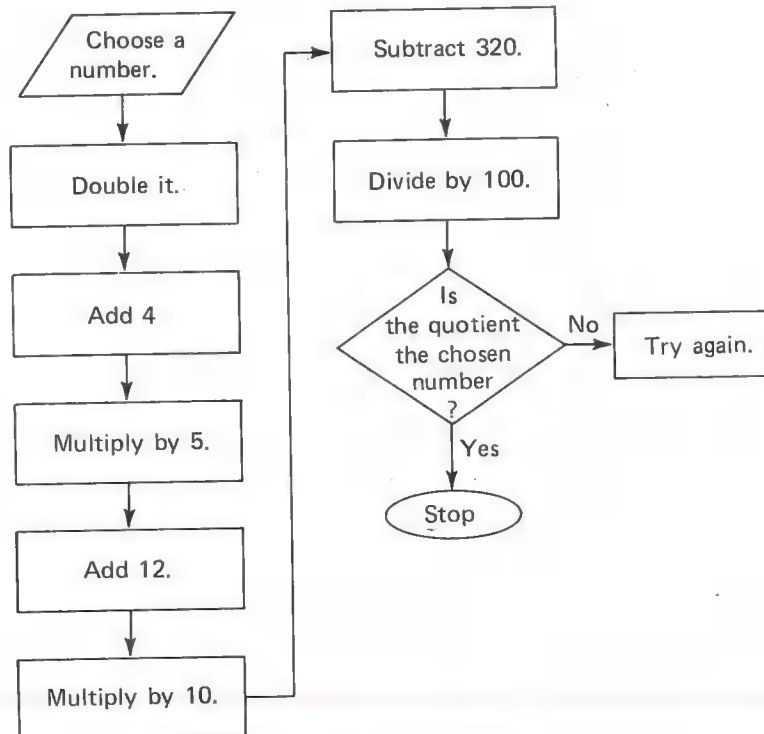 Choose a
number.
Double it.
Add 4
Multiply by 5.
Add 12.
Multiply by 10.
Subtract 320.
Divide by 100.
Is
the quotient
the chosen
number
?
No
Try again.
Yes
Stop